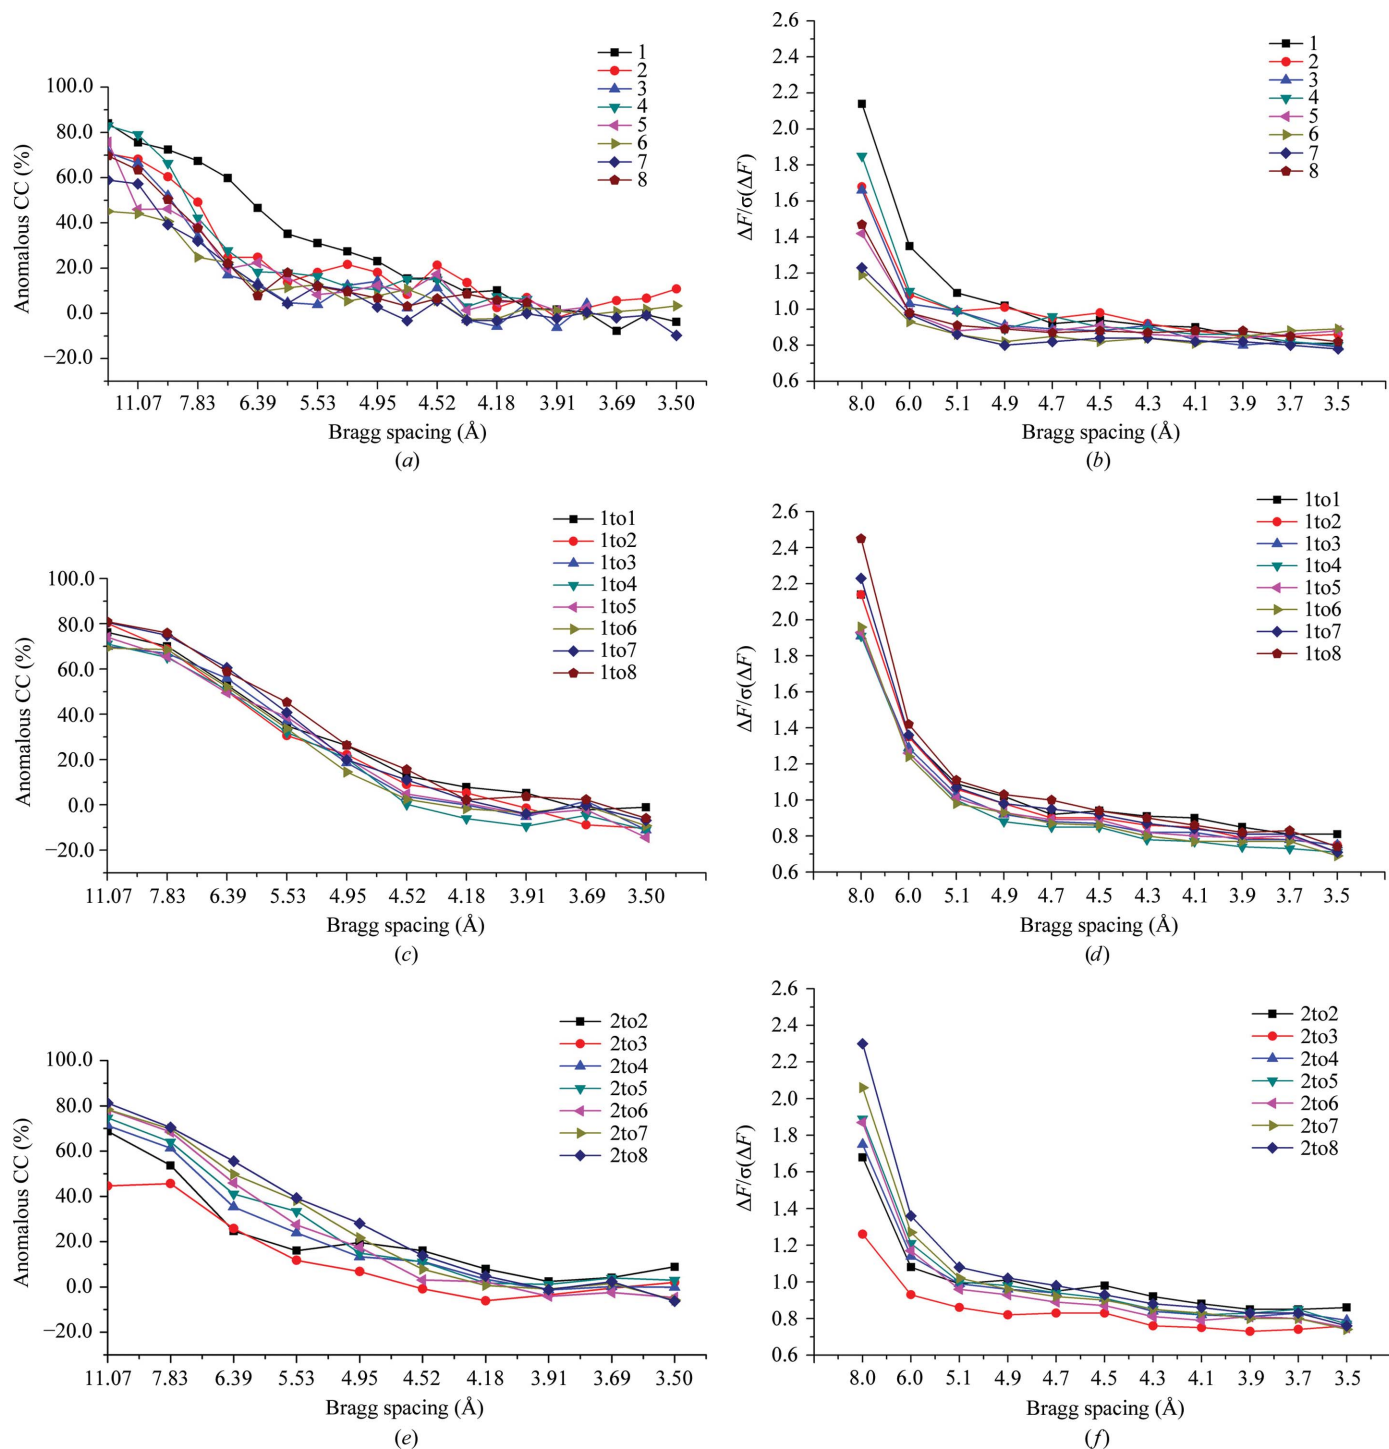 1
2
3
4
5
6
7
8
100.0
80.0
60.0
40.0
20.0
0.0
−20.0
Anomalous CC (%)
11.07 7.83 6.39 5.53 4.95 4.52 4.18 3.91 3.69 3.50
Bragg spacing (Å)
(a)
1
2
3
4
5
6
7
8
2.6
2.4
2.2
2.0
1.8
1.6
1.4
1.2
1.0
0.8
0.6
ΔF/σ(ΔF)
8.0 6.0 5.1 4.9 4.7 4.5 4.3 4.1 3.9 3.7 3.5
Bragg spacing (Å)
(b)
1to1
1to2
1to3
1to4
1to5
1to6
1to7
1to8
100.0
80.0
60.0
40.0
20.0
0.0
−20.0
Anomalous CC (%)
11.07 7.83 6.39 5.53 4.95 4.52 4.18 3.91 3.69 3.50
Bragg spacing (Å)
(c)
1to1
1to2
1to3
1to4
1to5
1to6
1to7
1to8
2.6
2.4
2.2
2.0
1.8
1.6
1.4
1.2
1.0
0.8
0.6
ΔF/σ(ΔF)
8.0 6.0 5.1 4.9 4.7 4.5 4.3 4.1 3.9 3.7 3.5
Bragg spacing (Å)
(d)
2to2
2to3
2to4
2to5
2to6
2to7
2to8
100.0
80.0
60.0
40.0
20.0
0.0
−20.0
Anomalous CC (%)
11.07 7.83 6.39 5.53 4.95 4.52 4.18 3.91 3.69 3.50
Bragg spacing (Å)
(e)
2to2
2to3
2to4
2to5
2to6
2to7
2to8
2.6
2.4
2.2
2.0
1.8
1.6
1.4
1.2
1.0
0.8
0.6
ΔF/σ(ΔF)
8.0 6.0 5.1 4.9 4.7 4.5 4.3 4.1 3.9 3.7 3.5
Bragg spacing (Å)
(f)